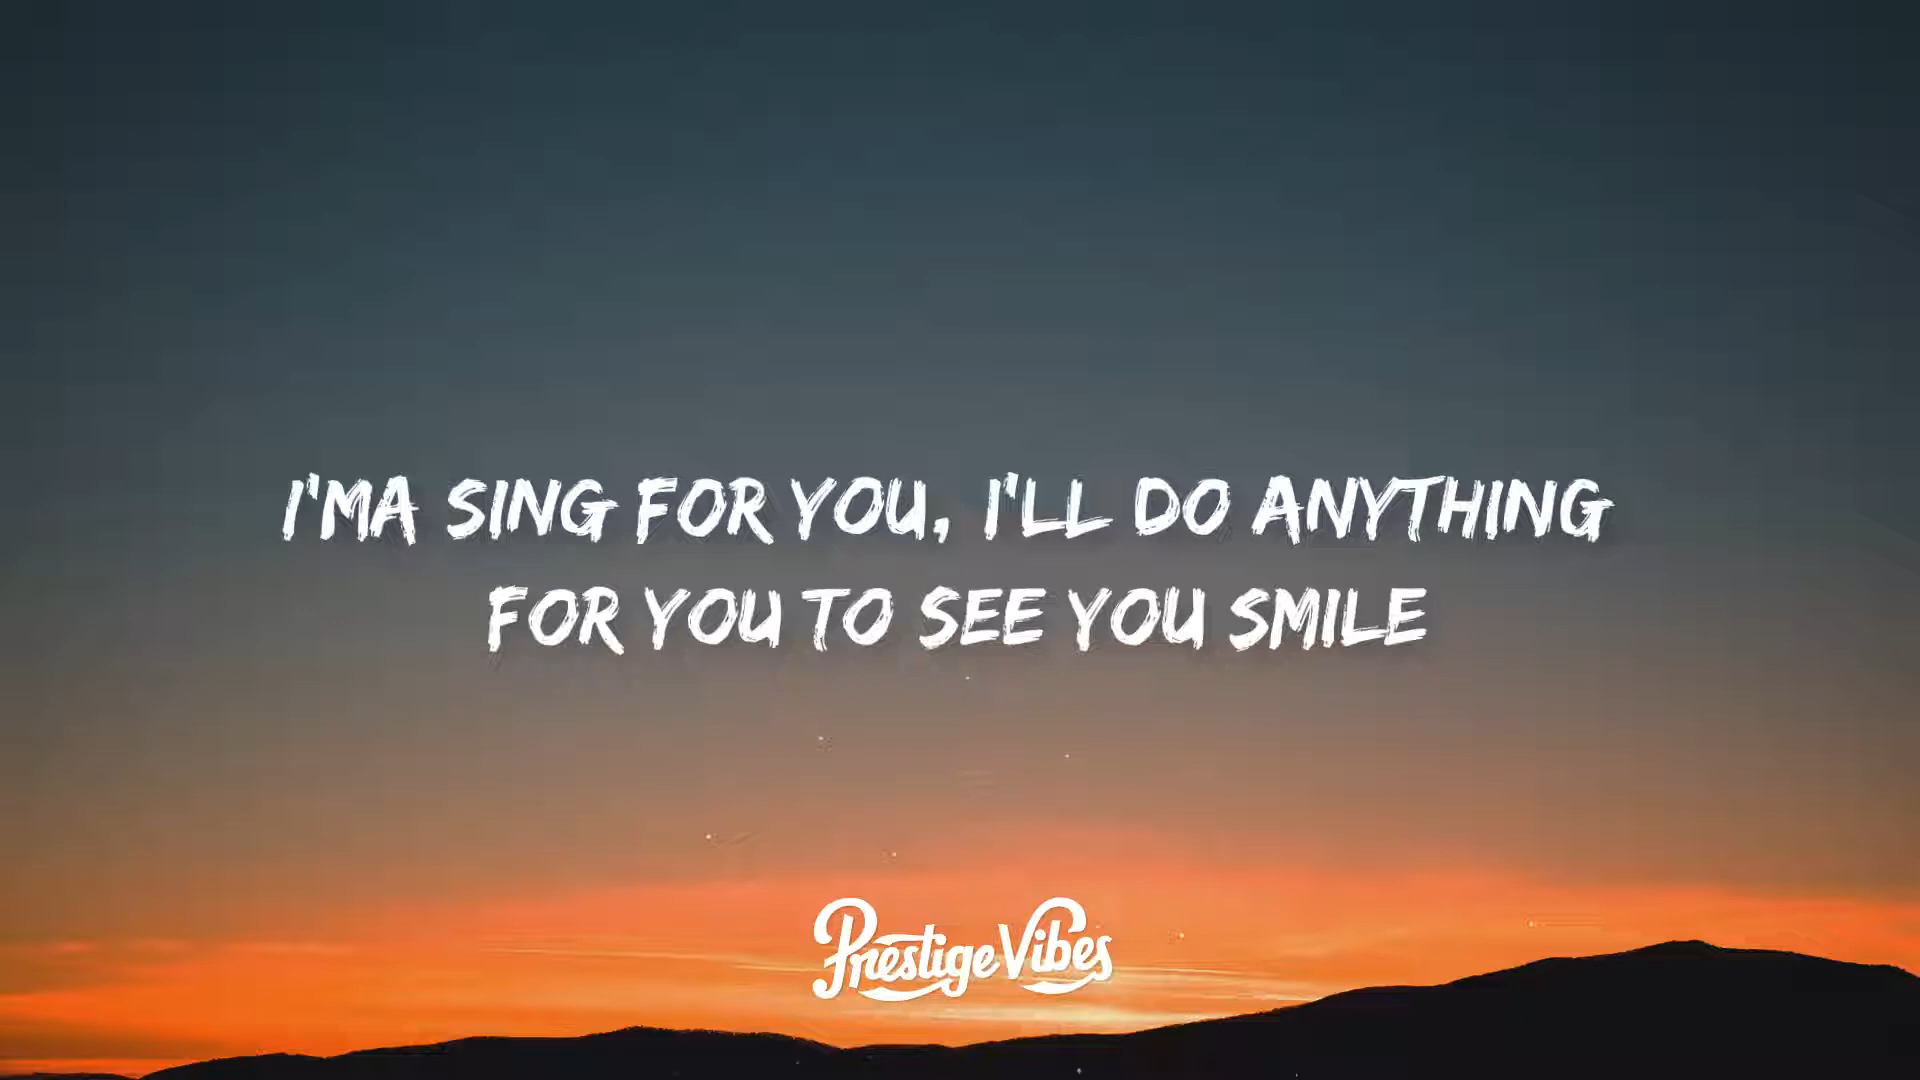 I'MA SING FOR YOU, I'LL DO ANYTHING
FOR YOU TO SEE YOU SMILE
Prestige Vibes